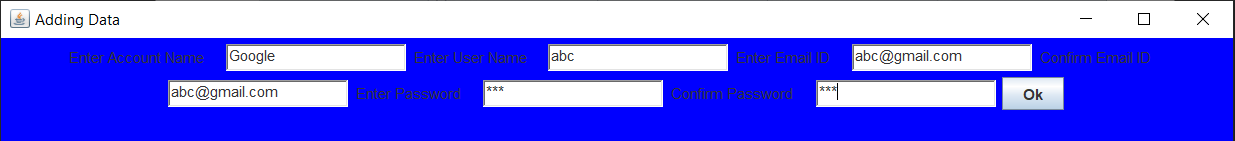 Adding Data
Enter Account Name Google Enter User Name abc Enter Email ID abc@gmail.com Confirm Email ID
abc@gmail.com Enter Password *** Confirm Password *** Ok